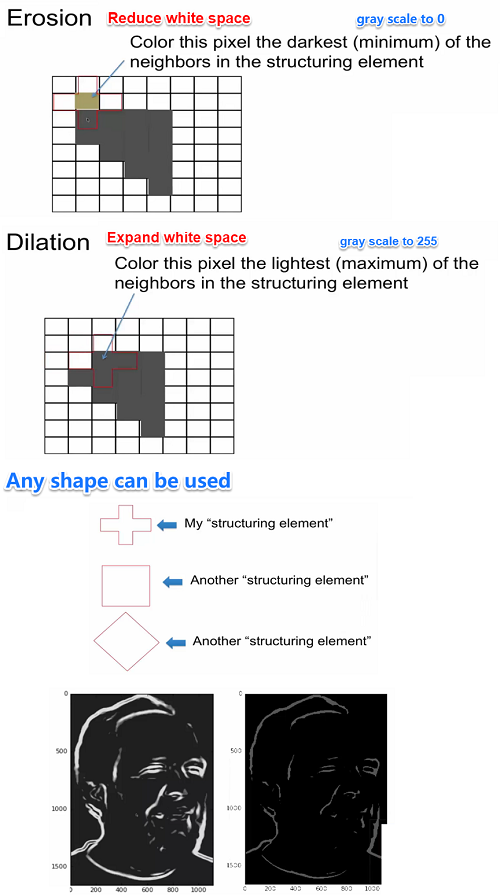 Erosion Reduce white space gray scale to 0
Color this pixel the darkest (minimum) of the
neighbors in the structuring element
Dilation Expand white space gray scale to 255
Color this pixel the lightest (maximum) of the
neighbors in the structuring element
Any shape can be used
My “structuring element”
Another “structuring element”
Another “structuring element”
0 0
500 500
1000 1000
1500 1500
0 200 400 600 800 1000 0 200 400 600 800 1000